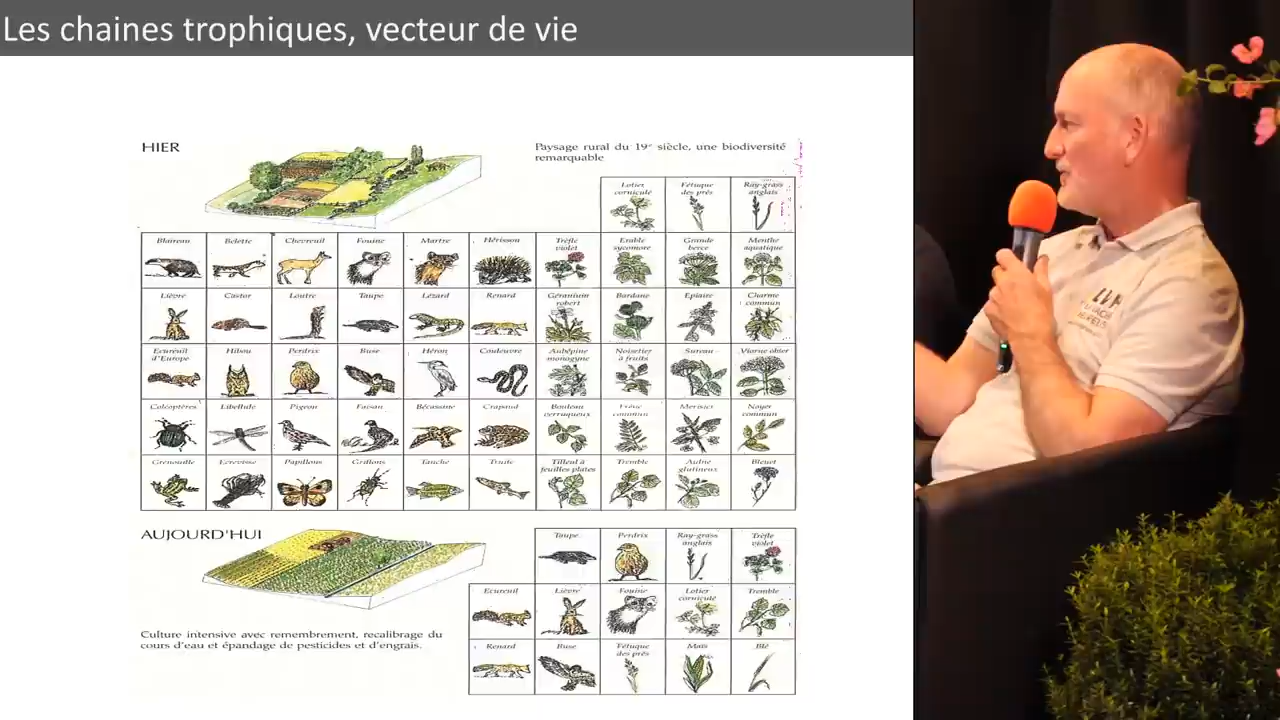 Les chaines trophiques, vecteur de vie
HIER
Paysage rural du 19e siècle, une biodiversité
remarquable
Lotier corniculé Fétuque des prés Ray-grass anglais
Blaireau Belette Chevreuil Fouine Martre Hérisson Trèfle violet Erable sycomore Grande berce Menthe aquatique
Lièvre Castor Loutre Taupe Lézard Renard Géranium robert Bardane Epiaire Charme commun
Ecureuil d'Europe Hibou Perdrix Buse Héron Couleuvre Aubépine monogyne Noisetier à fruits Sureau Viorne obier
Coléoptères Libellule Pigeon Faisan Bécassine Crapaud Bouleau verruqueux Frêne commun Merisier Noyer commun
Grenouille Ecrevisse Papillons Grillons Tanche Truite Tilleul à feuilles plates Tremble Aulne glutineux Bleuet
AUJOURD'HUI
Taupe Perdrix Ray-grass anglais Trèfle violet
Ecureuil Lièvre Fouine Lotier corniculé Tremble
Culture intensive avec remembrement, recalibrage du
cours d'eau et épandage de pesticides et d'engrais.
Renard Buse Fétuque des prés Maïs Blé